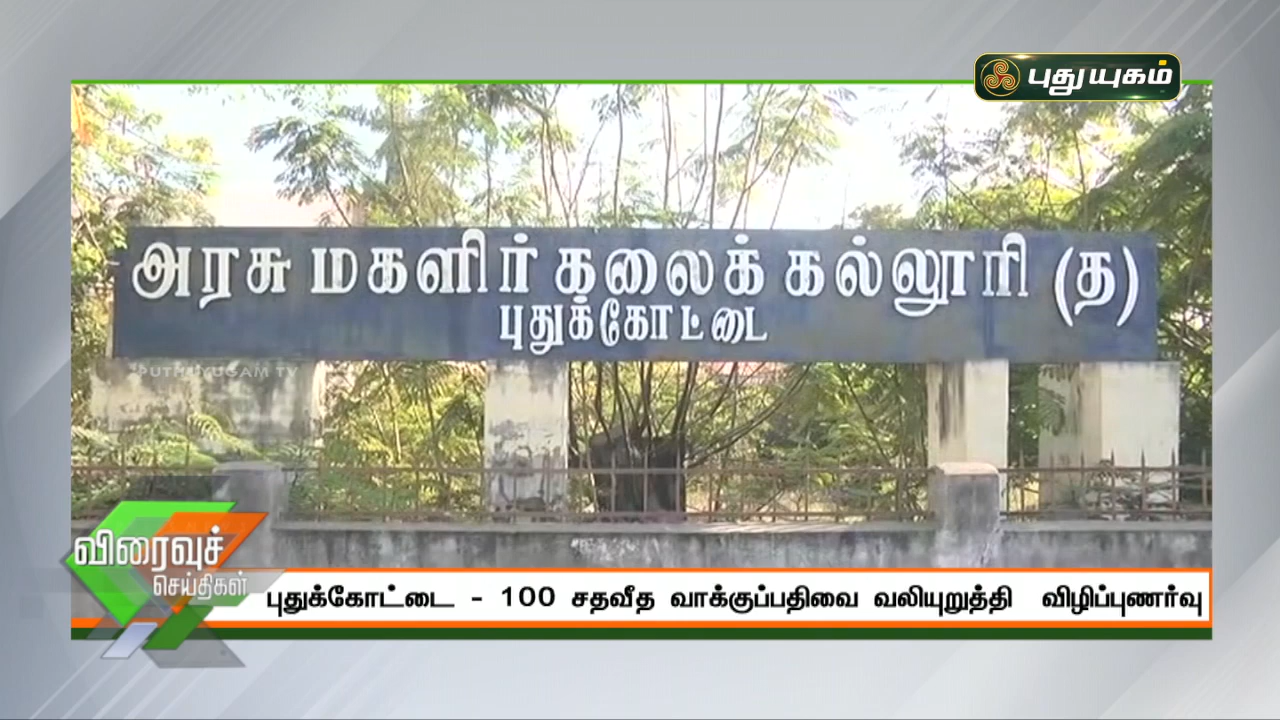 புதுயுகம்
அரசு மகளிர் கலைக் கல்லூரி (த)
புதுக்கோட்டை
PUTHUYUGAM TV
விரைவுச்
செய்திகள்
புதுக்கோட்டை - 100 சதவீத வாக்குப்பதிவை வலியுறுத்தி விழிப்புணர்வு